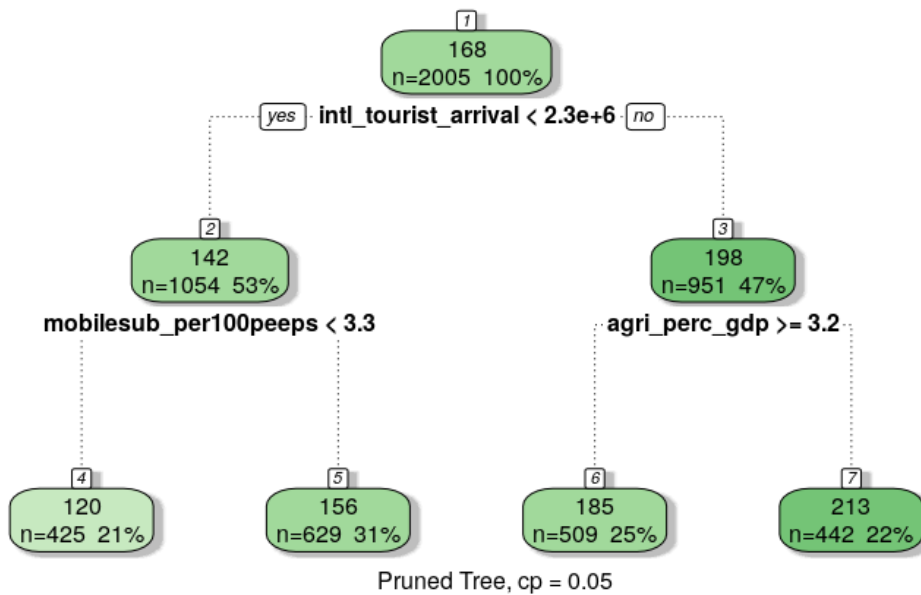 1
168
n=2005 100%
yes intl_tourist_arrival < 2.3e+6 no
2 3
142 198
n=1054 53% n=951 47%
mobilesub_per100peeps < 3.3 agri_perc_gdp >= 3.2
4 5 6 7
120 156 185 213
n=425 21% n=629 31% n=509 25% n=442 22%
Pruned Tree, cp = 0.05